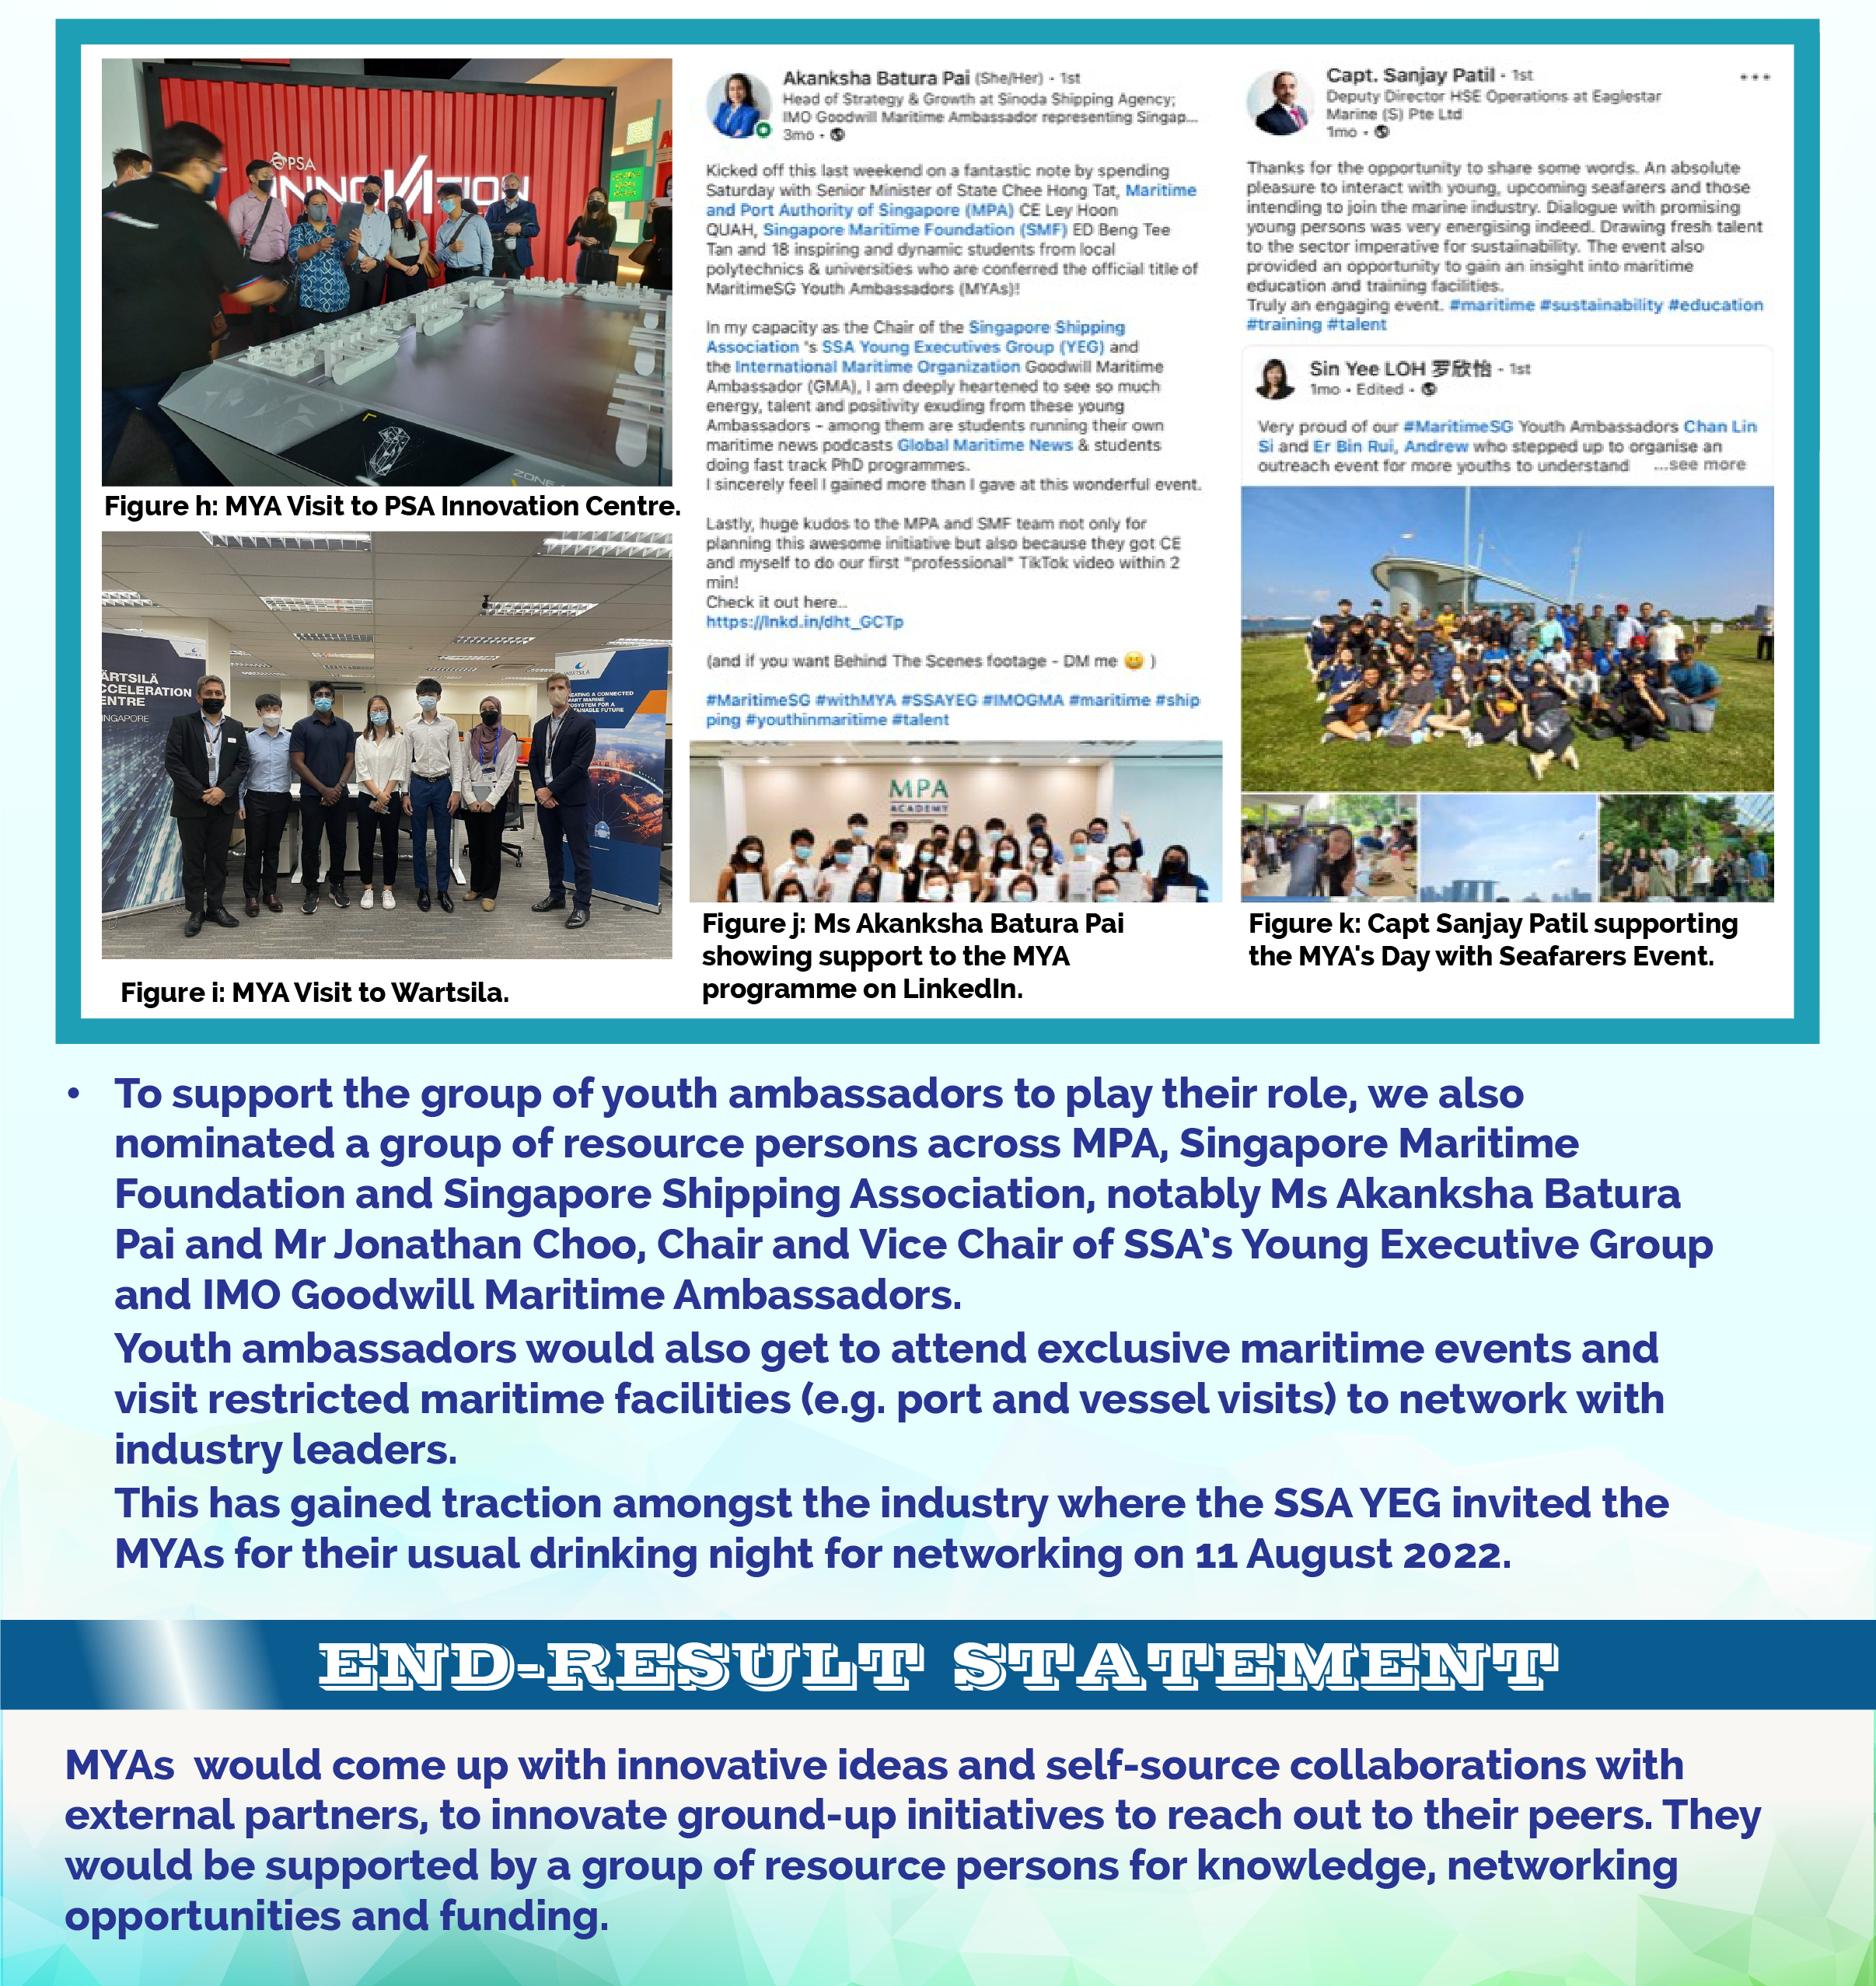 PSA
INNOVATION
ZONE
Figure h: MYA Visit to PSA Innovation Centre.
ÄRTSILÄ
CCELERATION
ENTRE
INGAPORE
WÄRTSILÄ
EATING A CONNECTED
ART MARINE
OSYSTEM FOR A
TAINABLE FUTURE
Figure i: MYA Visit to Wartsila.
Akanksha Batura Pai (She/Her) • 1st
Head of Strategy & Growth at Sinoda Shipping Agency;
IMO Goodwill Maritime Ambassador representing Singap...
3mo •
Kicked off this last weekend on a fantastic note by spending
Saturday with Senior Minister of State Chee Hong Tat, Maritime
and Port Authority of Singapore (MPA) CE Ley Hoon
QUAH, Singapore Maritime Foundation (SMF) ED Beng Tee
Tan and 18 inspiring and dynamic students from local
polytechnics & universities who are conferred the official title of
MaritimeSG Youth Ambassadors (MYAs)!
In my capacity as the Chair of the Singapore Shipping
Association 's SSA Young Executives Group (YEG) and
the International Maritime Organization Goodwill Maritime
Ambassador (GMA), I am deeply heartened to see so much
energy, talent and positivity exuding from these young
Ambassadors - among them are students running their own
maritime news podcasts Global Maritime News & students
doing fast track PhD programmes.
I sincerely feel I gained more than I gave at this wonderful event.
Lastly, huge kudos to the MPA and SMF team not only for
planning this awesome initiative but also because they got CE
and myself to do our first "professional" TikTok video within 2
min!
Check it out here...
https://lnkd.in/dht_GCTp
(and if you want Behind The Scenes footage - DM me 😀 )
#MaritimeSG #withMYA #SSAYEG #IMOGMA #maritime #ship
ping #youthinmaritime #talent
MPA
ACADEMY
Figure j: Ms Akanksha Batura Pai
showing support to the MYA
programme on LinkedIn.
Capt. Sanjay Patil • 1st
Deputy Director HSE Operations at Eaglestar
Marine (S) Pte Ltd
1mo •
Thanks for the opportunity to share some words. An absolute
pleasure to interact with young, upcoming seafarers and those
intending to join the marine industry. Dialogue with promising
young persons was very energising indeed. Drawing fresh talent
to the sector imperative for sustainability. The event also
provided an opportunity to gain an insight into maritime
education and training facilities.
Truly an engaging event. #maritime #sustainability #education
#training #talent
Sin Yee LOH 罗欣怡 • 1st
1mo • Edited •
Very proud of our #MaritimeSG Youth Ambassadors Chan Lin
Si and Er Bin Rui, Andrew who stepped up to organise an
outreach event for more youths to understand ...see more
Figure k: Capt Sanjay Patil supporting
the MYA's Day with Seafarers Event.
• To support the group of youth ambassadors to play their role, we also
nominated a group of resource persons across MPA, Singapore Maritime
Foundation and Singapore Shipping Association, notably Ms Akanksha Batura
Pai and Mr Jonathan Choo, Chair and Vice Chair of SSA's Young Executive Group
and IMO Goodwill Maritime Ambassadors.
Youth ambassadors would also get to attend exclusive maritime events and
visit restricted maritime facilities (e.g. port and vessel visits) to network with
industry leaders.
This has gained traction amongst the industry where the SSA YEG invited the
MYAs for their usual drinking night for networking on 11 August 2022.
END-RESULT STATEMENT
MYAs would come up with innovative ideas and self-source collaborations with
external partners, to innovate ground-up initiatives to reach out to their peers. They
would be supported by a group of resource persons for knowledge, networking
opportunities and funding.